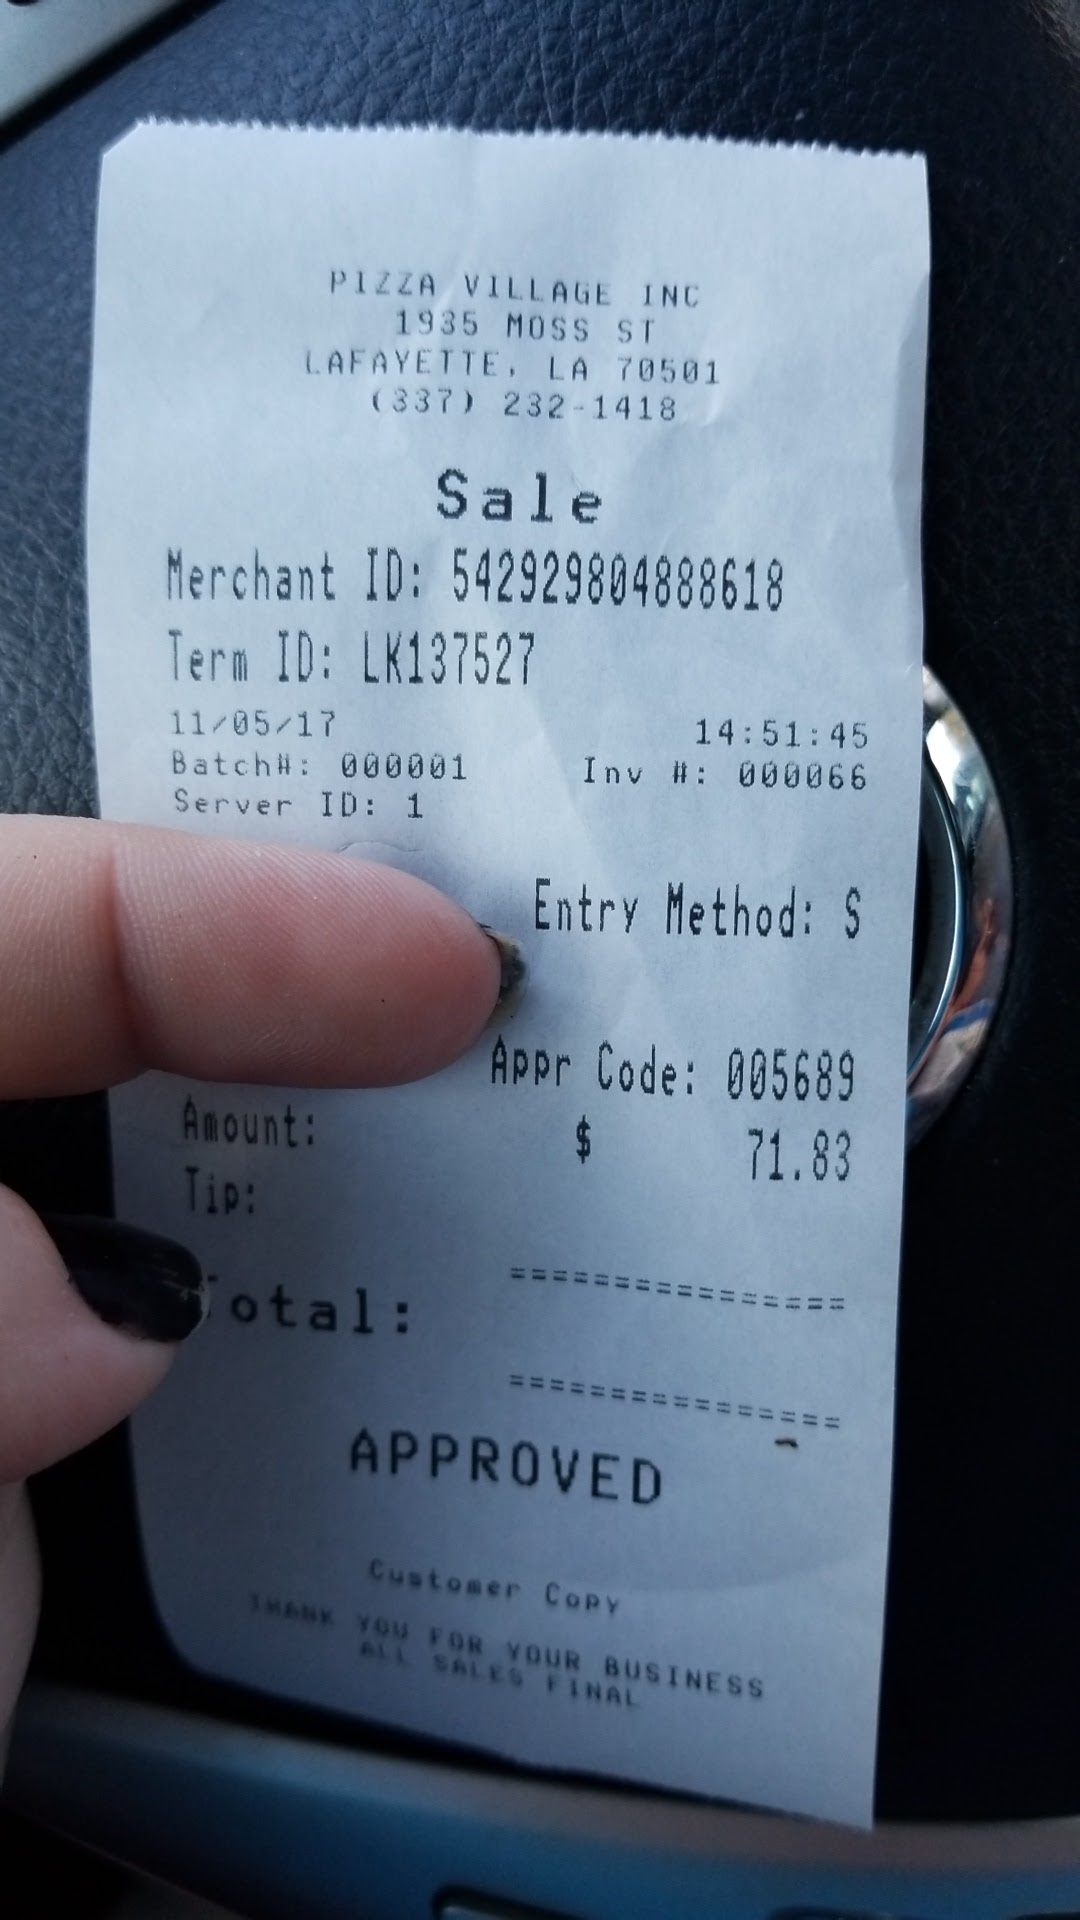 PIZZA VILLAGE INC
1935 MOSS ST
LAFAYETTE, LA 70501
(337) 232-1418
Sale
Merchant ID: 542929804888618
Term ID: LK137527
11/05/17 14:51:45
Batch#: 000001 Inv #: 000066
Server ID: 1
Entry Method: S
Appr Code: 005689
Amount: $ 71.83
Tip:
================
Total:
================
APPROVED
Customer Copy
THANK YOU FOR YOUR BUSINESS
ALL SALES FINAL